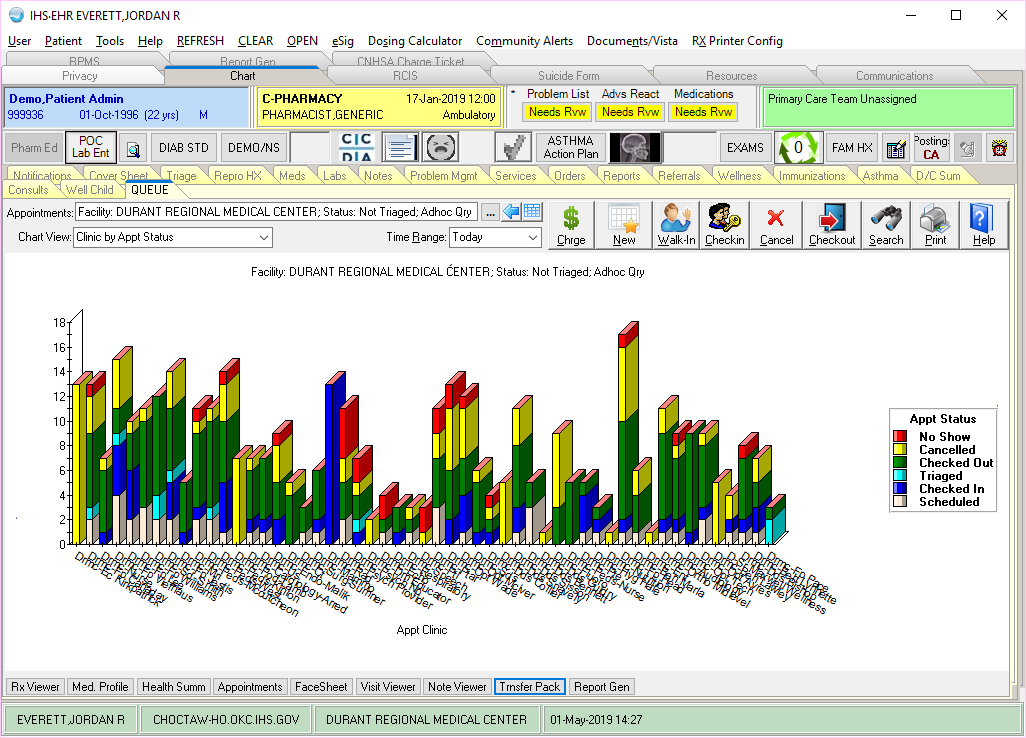 IHS-EHR EVERETT,JORDAN R
User Patient Tools Help REFRESH CLEAR OPEN eSig Dosing Calculator Community Alerts Documents/Vista RX Printer Config
RPMS Report Gen CNHSA Charge Ticket
Privacy Chart RCIS Suicide Form Resources Communications
Demo,Patient Admin
999936 01-Oct-1996 (22 yrs) M
C-PHARMACY 17-Jan-2019 12:00
PHARMACIST,GENERIC Ambulatory
Problem List Advs React Medications
Needs Rvw Needs Rvw Needs Rvw
Primary Care Team Unassigned
Pharm Ed
POC
Lab Ent
DIAB STD
DEMO/NS
CIC
DIA
ASTHMA
Action Plan
EXAMS
0
FAM HX
Posting:
CA
Notifications Cover Sheet Triage Repro HX Meds Labs Notes Problem Mgmt Services Orders Reports Referrals Wellness Immunizations Asthma D/C Sum
Consults Well Child QUEUE
Appointments: Facility: DURANT REGIONAL MEDICAL CENTER; Status: Not Triaged; Adhoc Qry ...
Chart View: Clinic by Appt Status Time Range: Today
Chrge New Walk-In Checkin Cancel Checkout Search Print Help
Facility: DURANT REGIONAL MEDICAL CENTER; Status: Not Triaged; Adhoc Qry
18
16
14
12
10
8
6
4
2
0
Appt Status
No Show
Cancelled
Checked Out
Triaged
Checked In
Scheduled
Appt Clinic
Rx Viewer Med. Profile Health Summ Appointments FaceSheet Visit Viewer Note Viewer Trnsfer Pack Report Gen
EVERETT,JORDAN R CHOCTAW-HO.OKC.IHS.GOV DURANT REGIONAL MEDICAL CENTER 01-May-2019 14:27